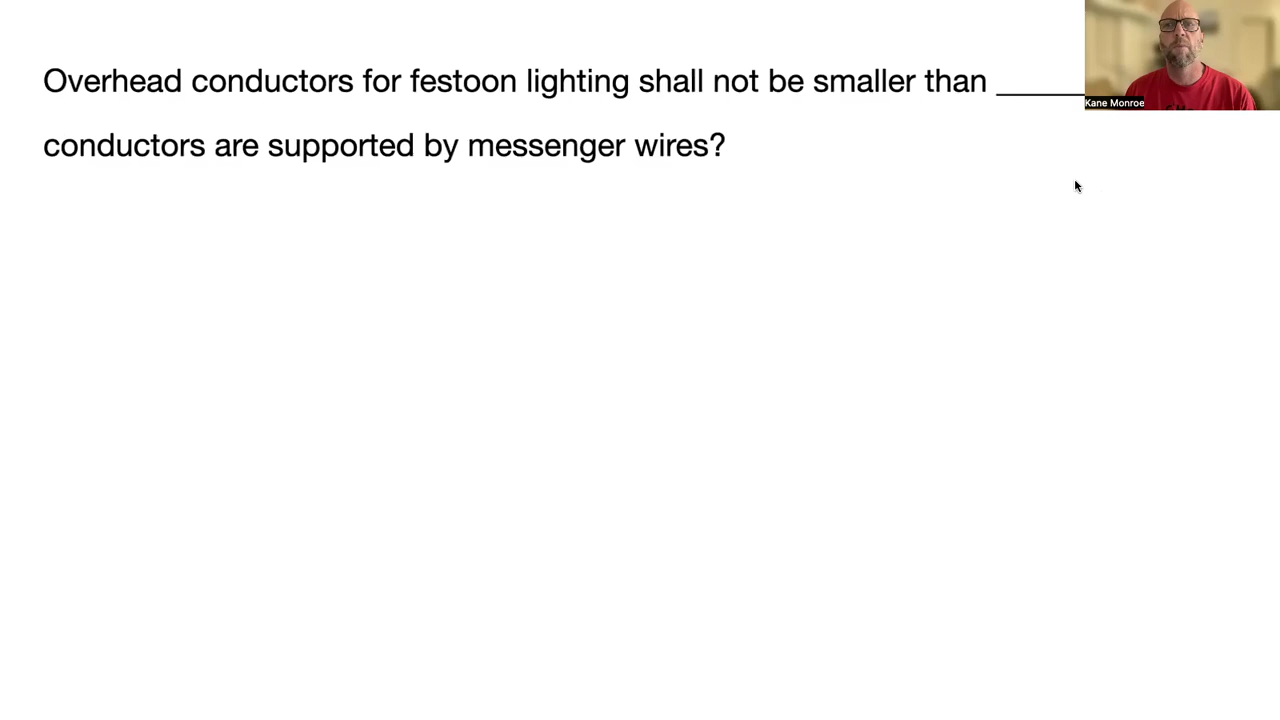 Overhead conductors for festoon lighting shall not be smaller than ______
Kane Monroe
conductors are supported by messenger wires?